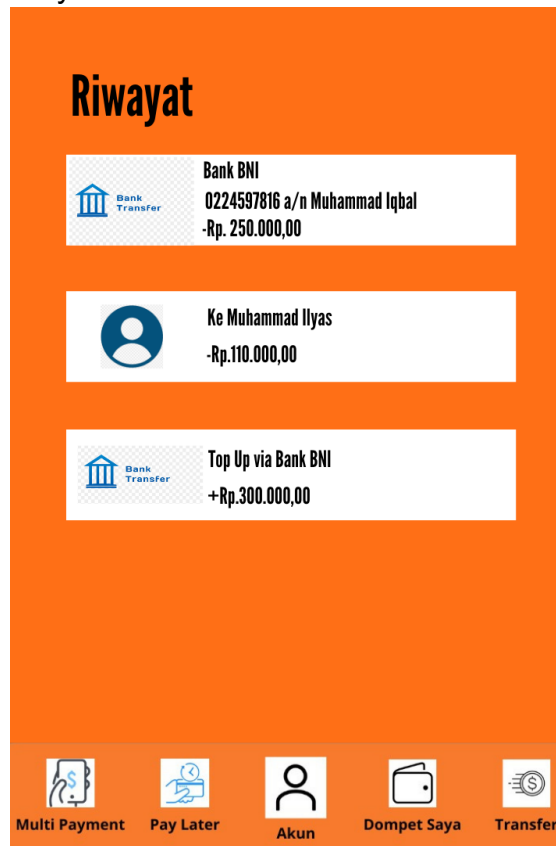 Riwayat
Bank
Transfer
Bank BNI
0224597816 a/n Muhammad Iqbal
-Rp. 250.000,00
Ke Muhammad Ilyas
-Rp.110.000,00
Bank
Transfer
Top Up via Bank BNI
+Rp.300.000,00
Multi Payment
Pay Later
Akun
Dompet Saya
Transfer